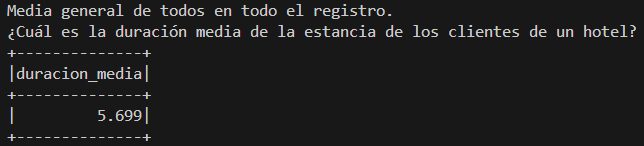 Media general de todos en todo el registro.
¿Cuál es la duración media de la estancia de los clientes de un hotel?
+--------------+
|duracion_media|
+--------------+
|         5.699|
+--------------+